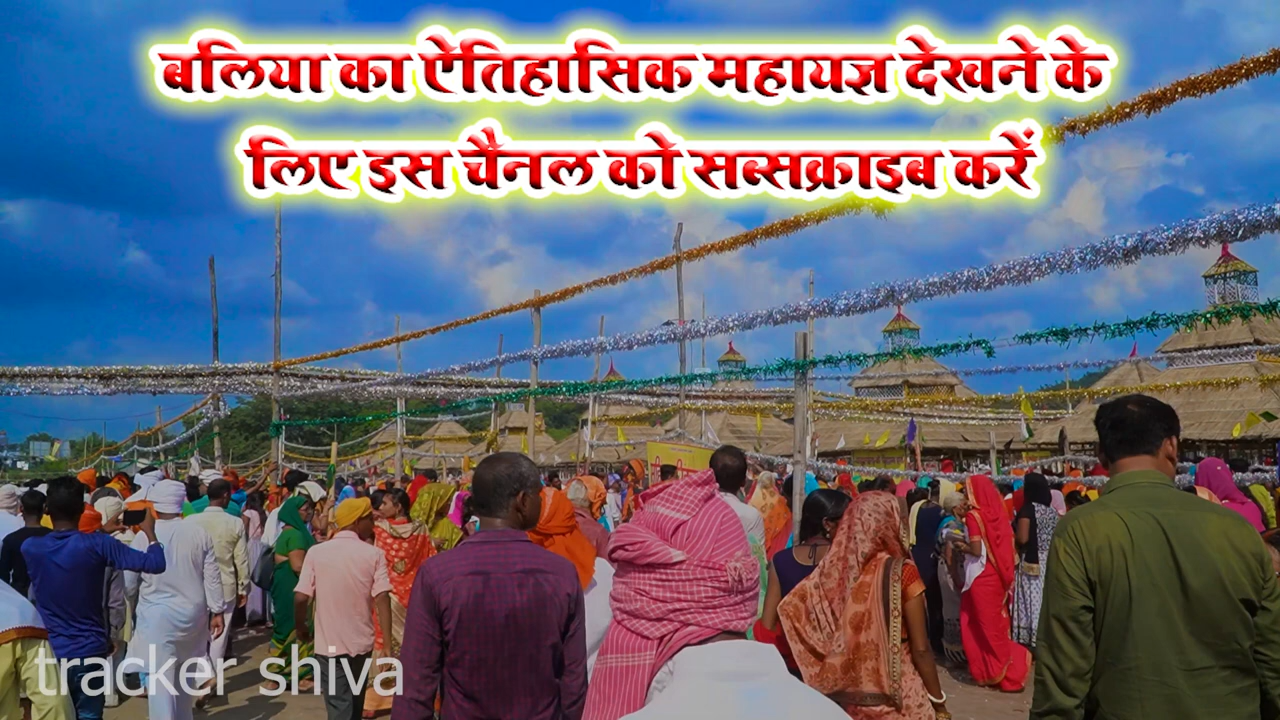 बलिया का ऐतिहासिक महायज्ञ देखने के
लिए इस चैनल को सब्सक्राइब करें
tracker shiva